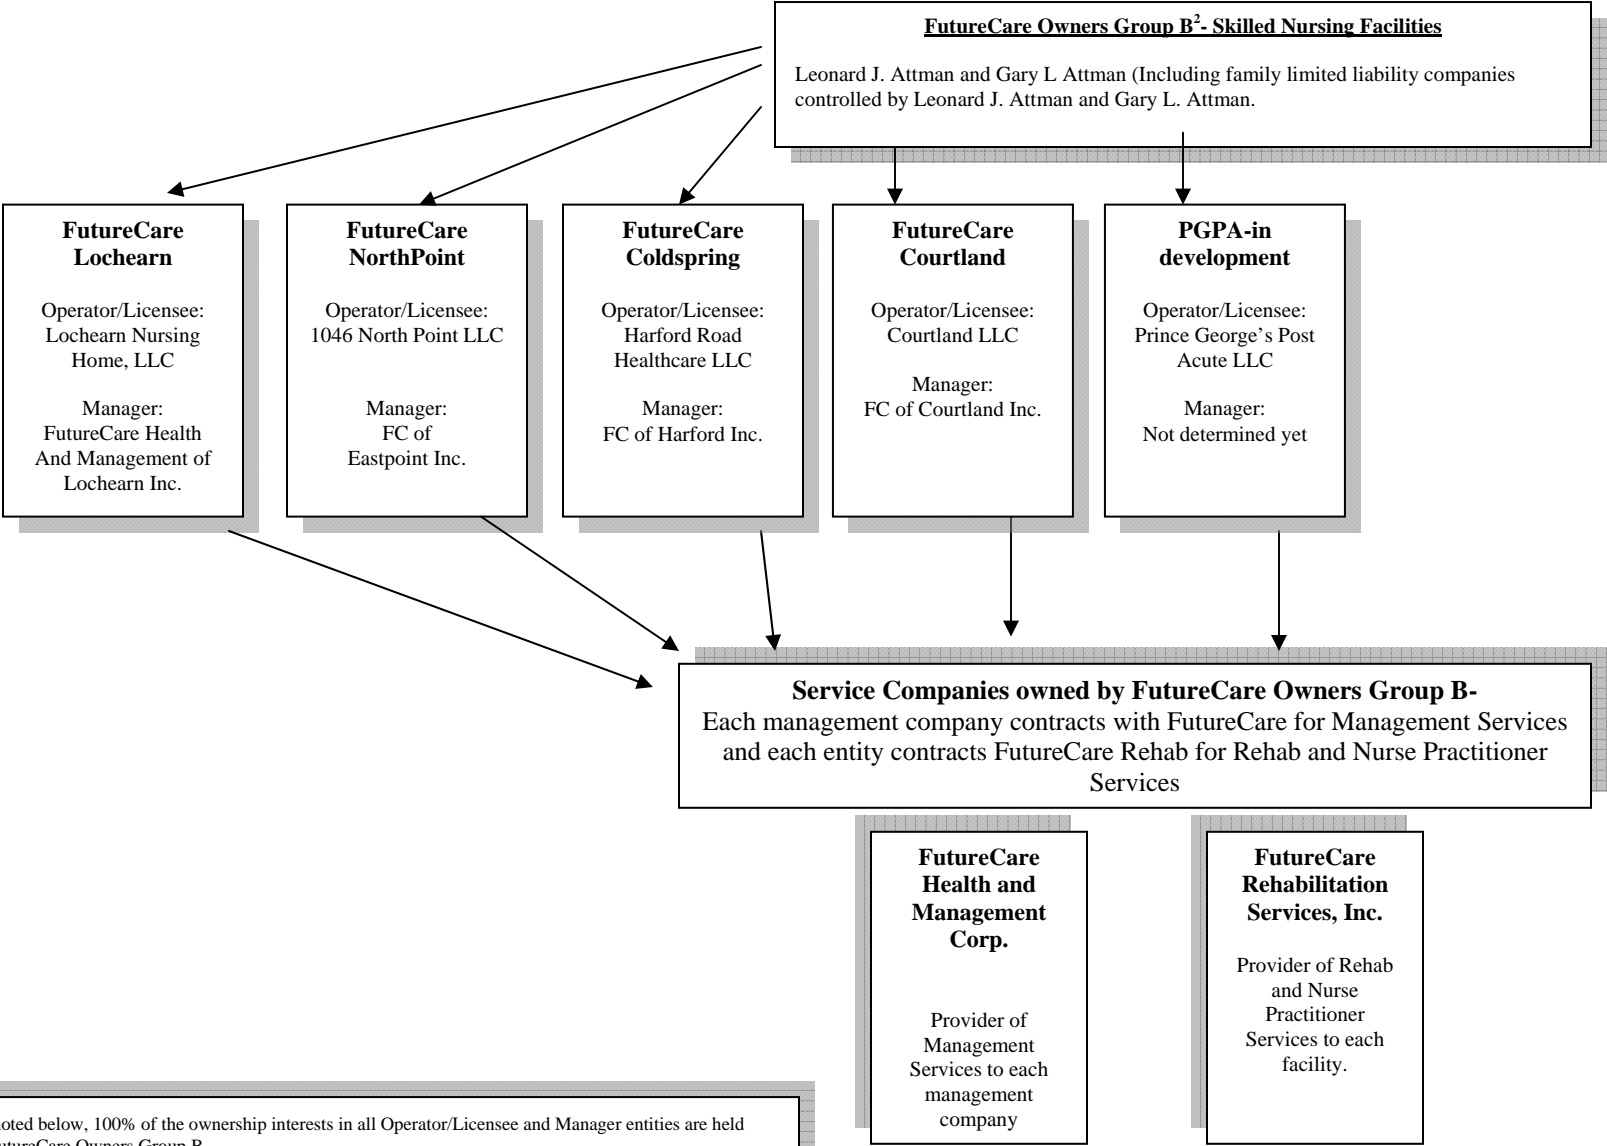 FutureCare Owners Group B2- Skilled Nursing Facilities
Leonard J. Attman and Gary L Attman (Including family limited liability companies
controlled by Leonard J. Attman and Gary L. Attman.
FutureCare
Lochearn
Operator/Licensee:
Lochearn Nursing
Home, LLC
Manager:
FutureCare Health
And Management of
Lochearn Inc.
FutureCare
NorthPoint
Operator/Licensee:
1046 North Point LLC
Manager:
FC of
Eastpoint Inc.
FutureCare
Coldspring
Operator/Licensee:
Harford Road
Healthcare LLC
Manager:
FC of Harford Inc.
FutureCare
Courtland
Operator/Licensee:
Courtland LLC
Manager:
FC of Courtland Inc.
PGPA-in
development
Operator/Licensee:
Prince George’s Post
Acute LLC
Manager:
Not determined yet
Service Companies owned by FutureCare Owners Group B-
Each management company contracts with FutureCare for Management Services
and each entity contracts FutureCare Rehab for Rehab and Nurse Practitioner
Services
FutureCare
Health and
Management
Corp.
Provider of
Management
Services to each
management
company
FutureCare
Rehabilitation
Services, Inc.
Provider of Rehab
and Nurse
Practitioner
Services to each
facility.
noted below, 100% of the ownership interests in all Operator/Licensee and Manager entities are held
FutureCare Owners Group B